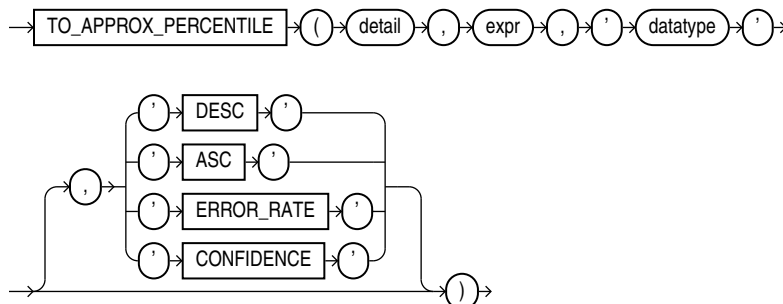 TO_APPROX_PERCENTILE ( detail , expr , ' datatype '
' DESC '
' ASC '
,
' ERROR_RATE '
' CONFIDENCE '
)